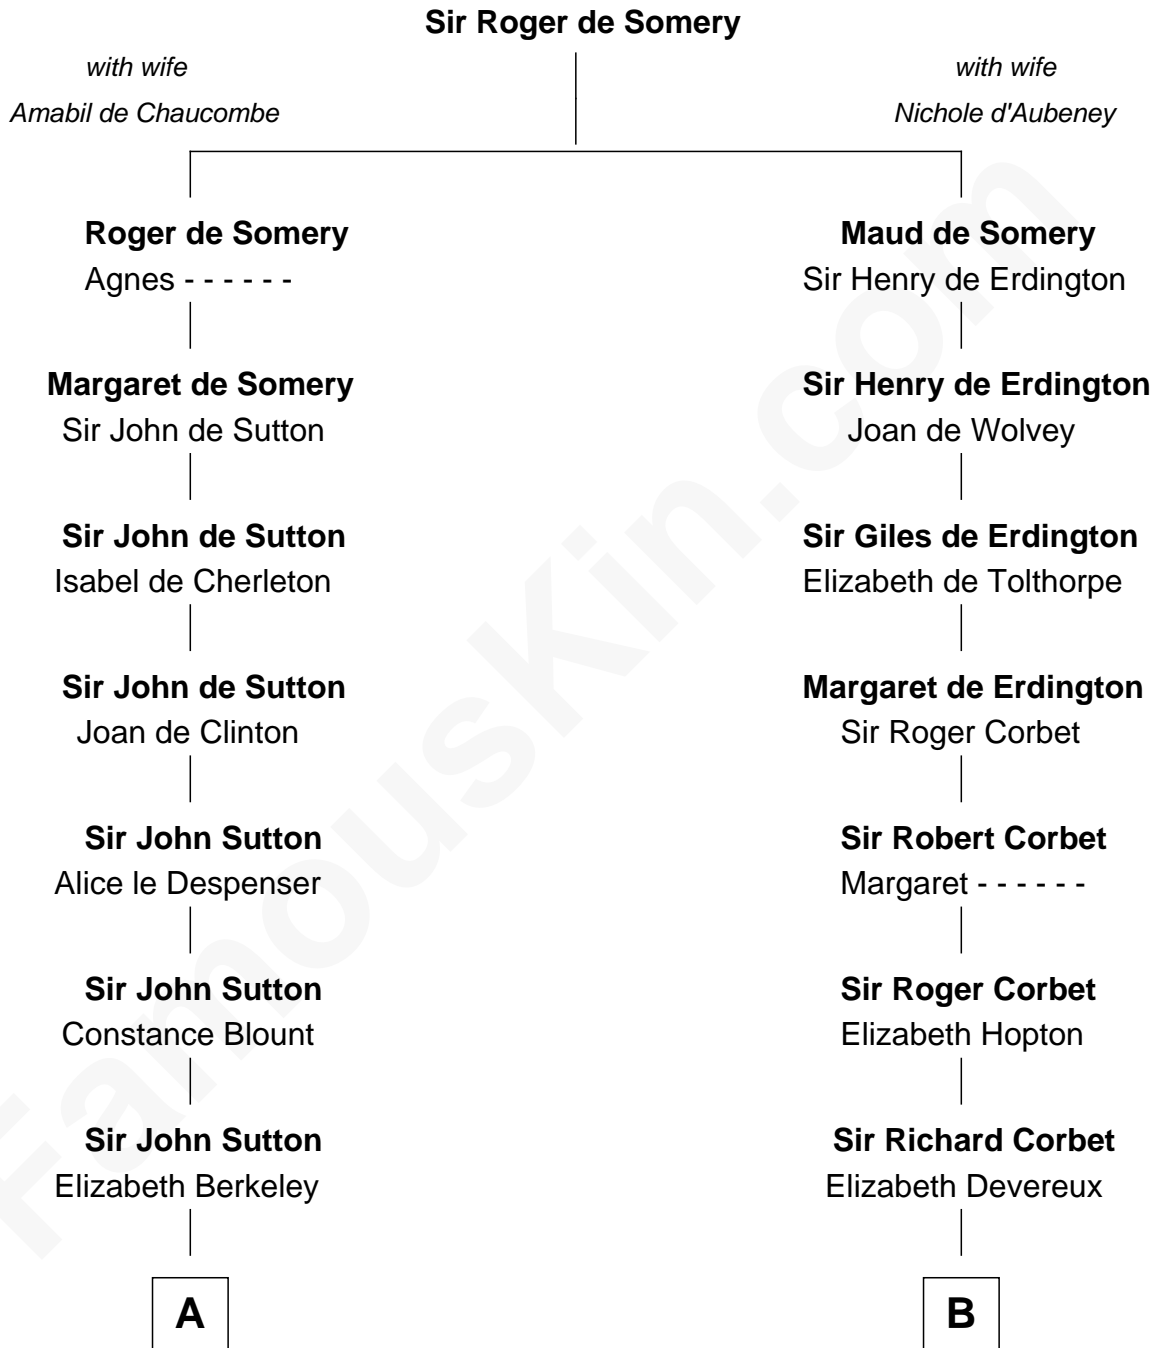 Sir Roger de Somery
with wife
Amabil de Chaucombe
with wife
Nichole d'Aubeney
Roger de Somery
Agnes - - - - - -
Maud de Somery
Sir Henry de Erdington
Margaret de Somery
Sir John de Sutton
Sir Henry de Erdington
Joan de Wolvey
Sir John de Sutton
Isabel de Cherleton
Sir Giles de Erdington
Elizabeth de Tolthorpe
Sir John de Sutton
Joan de Clinton
Margaret de Erdington
Sir Roger Corbet
Sir John Sutton
Alice le Despenser
Sir Robert Corbet
Margaret - - - - - -
Sir John Sutton
Constance Blount
Sir Roger Corbet
Elizabeth Hopton
Sir John Sutton
Elizabeth Berkeley
Sir Richard Corbet
Elizabeth Devereux
A
B
FamousKin.com